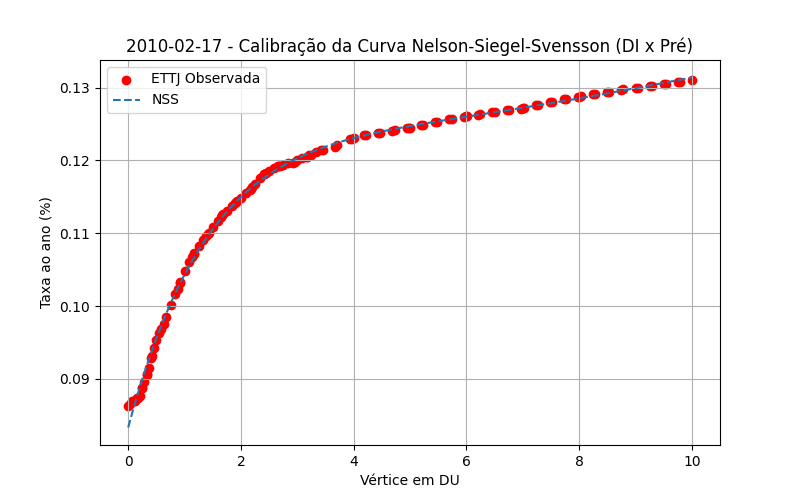 2010-02-17 - Calibração da Curva Nelson-Siegel-Svensson (DI x Pré)
ETTJ Observada
NSS
Taxa ao ano (%)
0.13
0.12
0.11
0.10
0.09
0 2 4 6 8 10
Vértice em DU